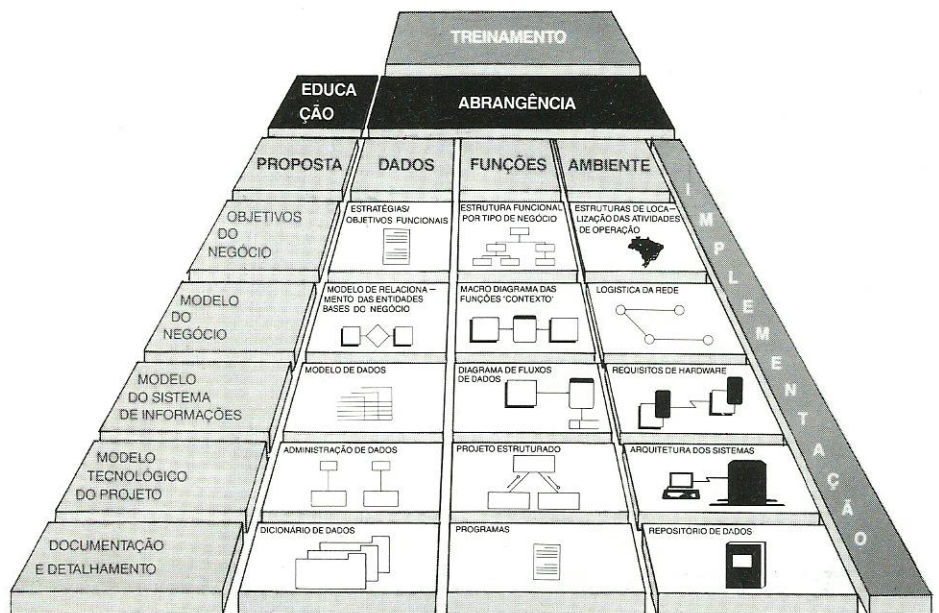 TREINAMENTO
EDUCA
ÇÃO
ABRANGÊNCIA
PROPOSTA
DADOS
FUNÇÕES
AMBIENTE
IMPLEMENTAÇÃO
OBJETIVOS
DO
NEGÓCIO
ESTRATÉGIAS/
OBJETIVOS FUNCIONAIS
ESTRUTURA FUNCIONAL
POR TIPO DE NEGÓCIO
ESTRUTURAS DE LOCA-
LIZAÇÃO DAS ATIVIDADES
DE OPERAÇÃO
MODELO
DO
NEGÓCIO
MODELO DE RELACIONA-
MENTO DAS ENTIDADES
BASES DO NEGÓCIO
MACRO DIAGRAMA DAS
FUNÇÕES 'CONTEXTO'
LOGISTICA DA REDE
MODELO
DO SISTEMA
DE INFORMAÇÕES
MODELO DE DADOS
DIAGRAMA DE FLUXOS
DE DADOS
REQUISITOS DE HARDWARE
MODELO
TECNOLÓGICO
DO PROJETO
ADMINISTRAÇÃO DE DADOS
PROJETO ESTRUTURADO
ARQUITETURA DOS SISTEMAS
DOCUMENTAÇÃO
E DETALHAMENTO
DICIONARIO DE DADOS
PROGRAMAS
REPOSITÓRIO DE DADOS